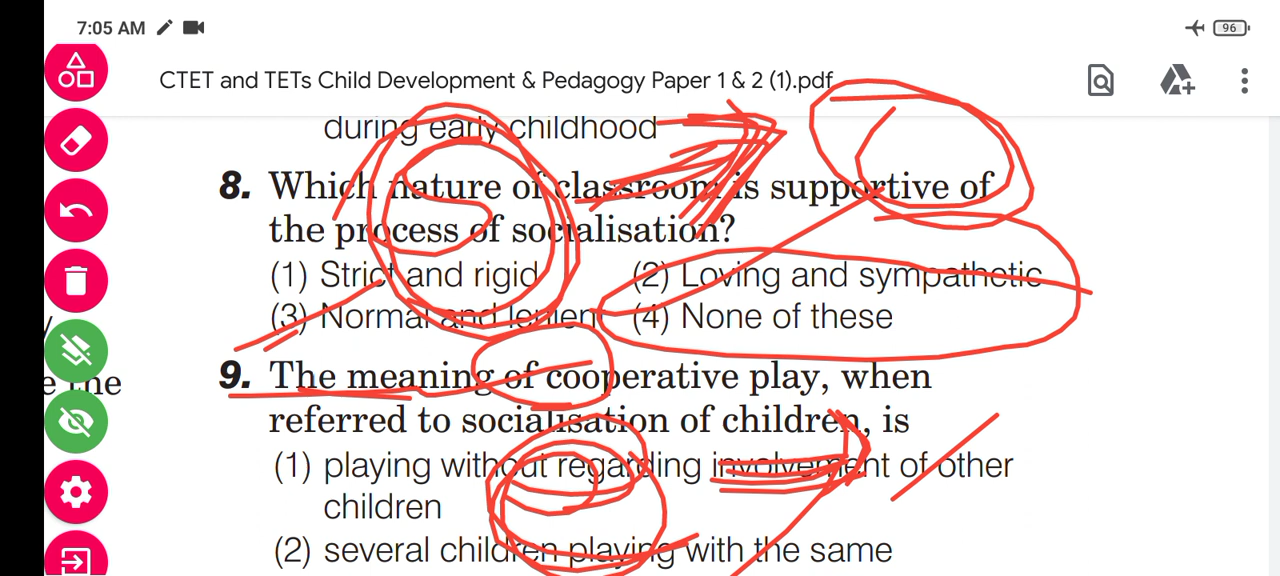 7:05 AM
96
CTET and TETs Child Development & Pedagogy Paper 1 & 2 (1).pdf
during early childhood
8. Which nature of classroom is supportive of
the process of socialisation?
(1) Strict and rigid (2) Loving and sympathetic
(3) Normal and lenient (4) None of these
9. The meaning of cooperative play, when
e the
referred to socialisation of children, is
(1) playing without regarding involvement of other
children
(2) several children playing with the same